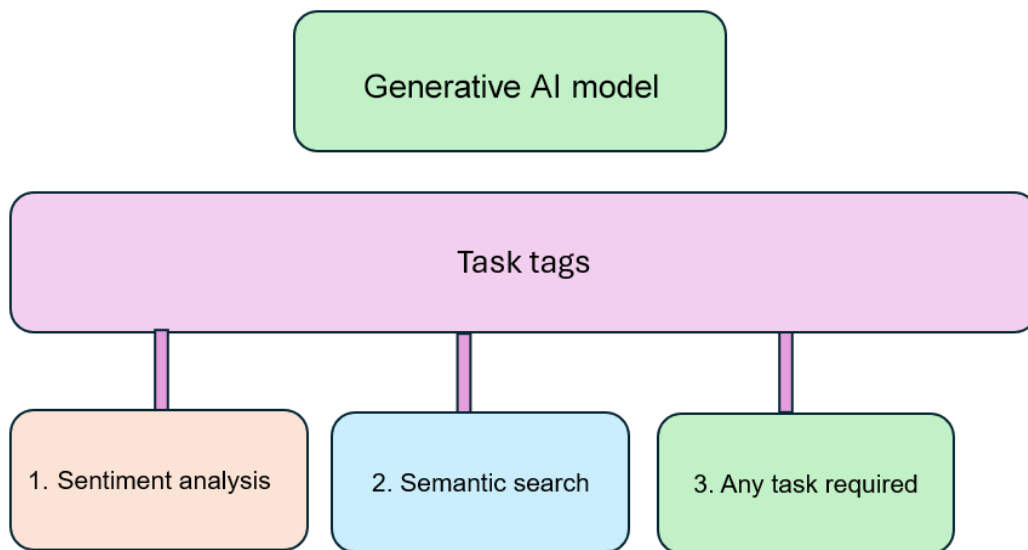 Generative AI model
Task tags
1. Sentiment analysis
2. Semantic search
3. Any task required